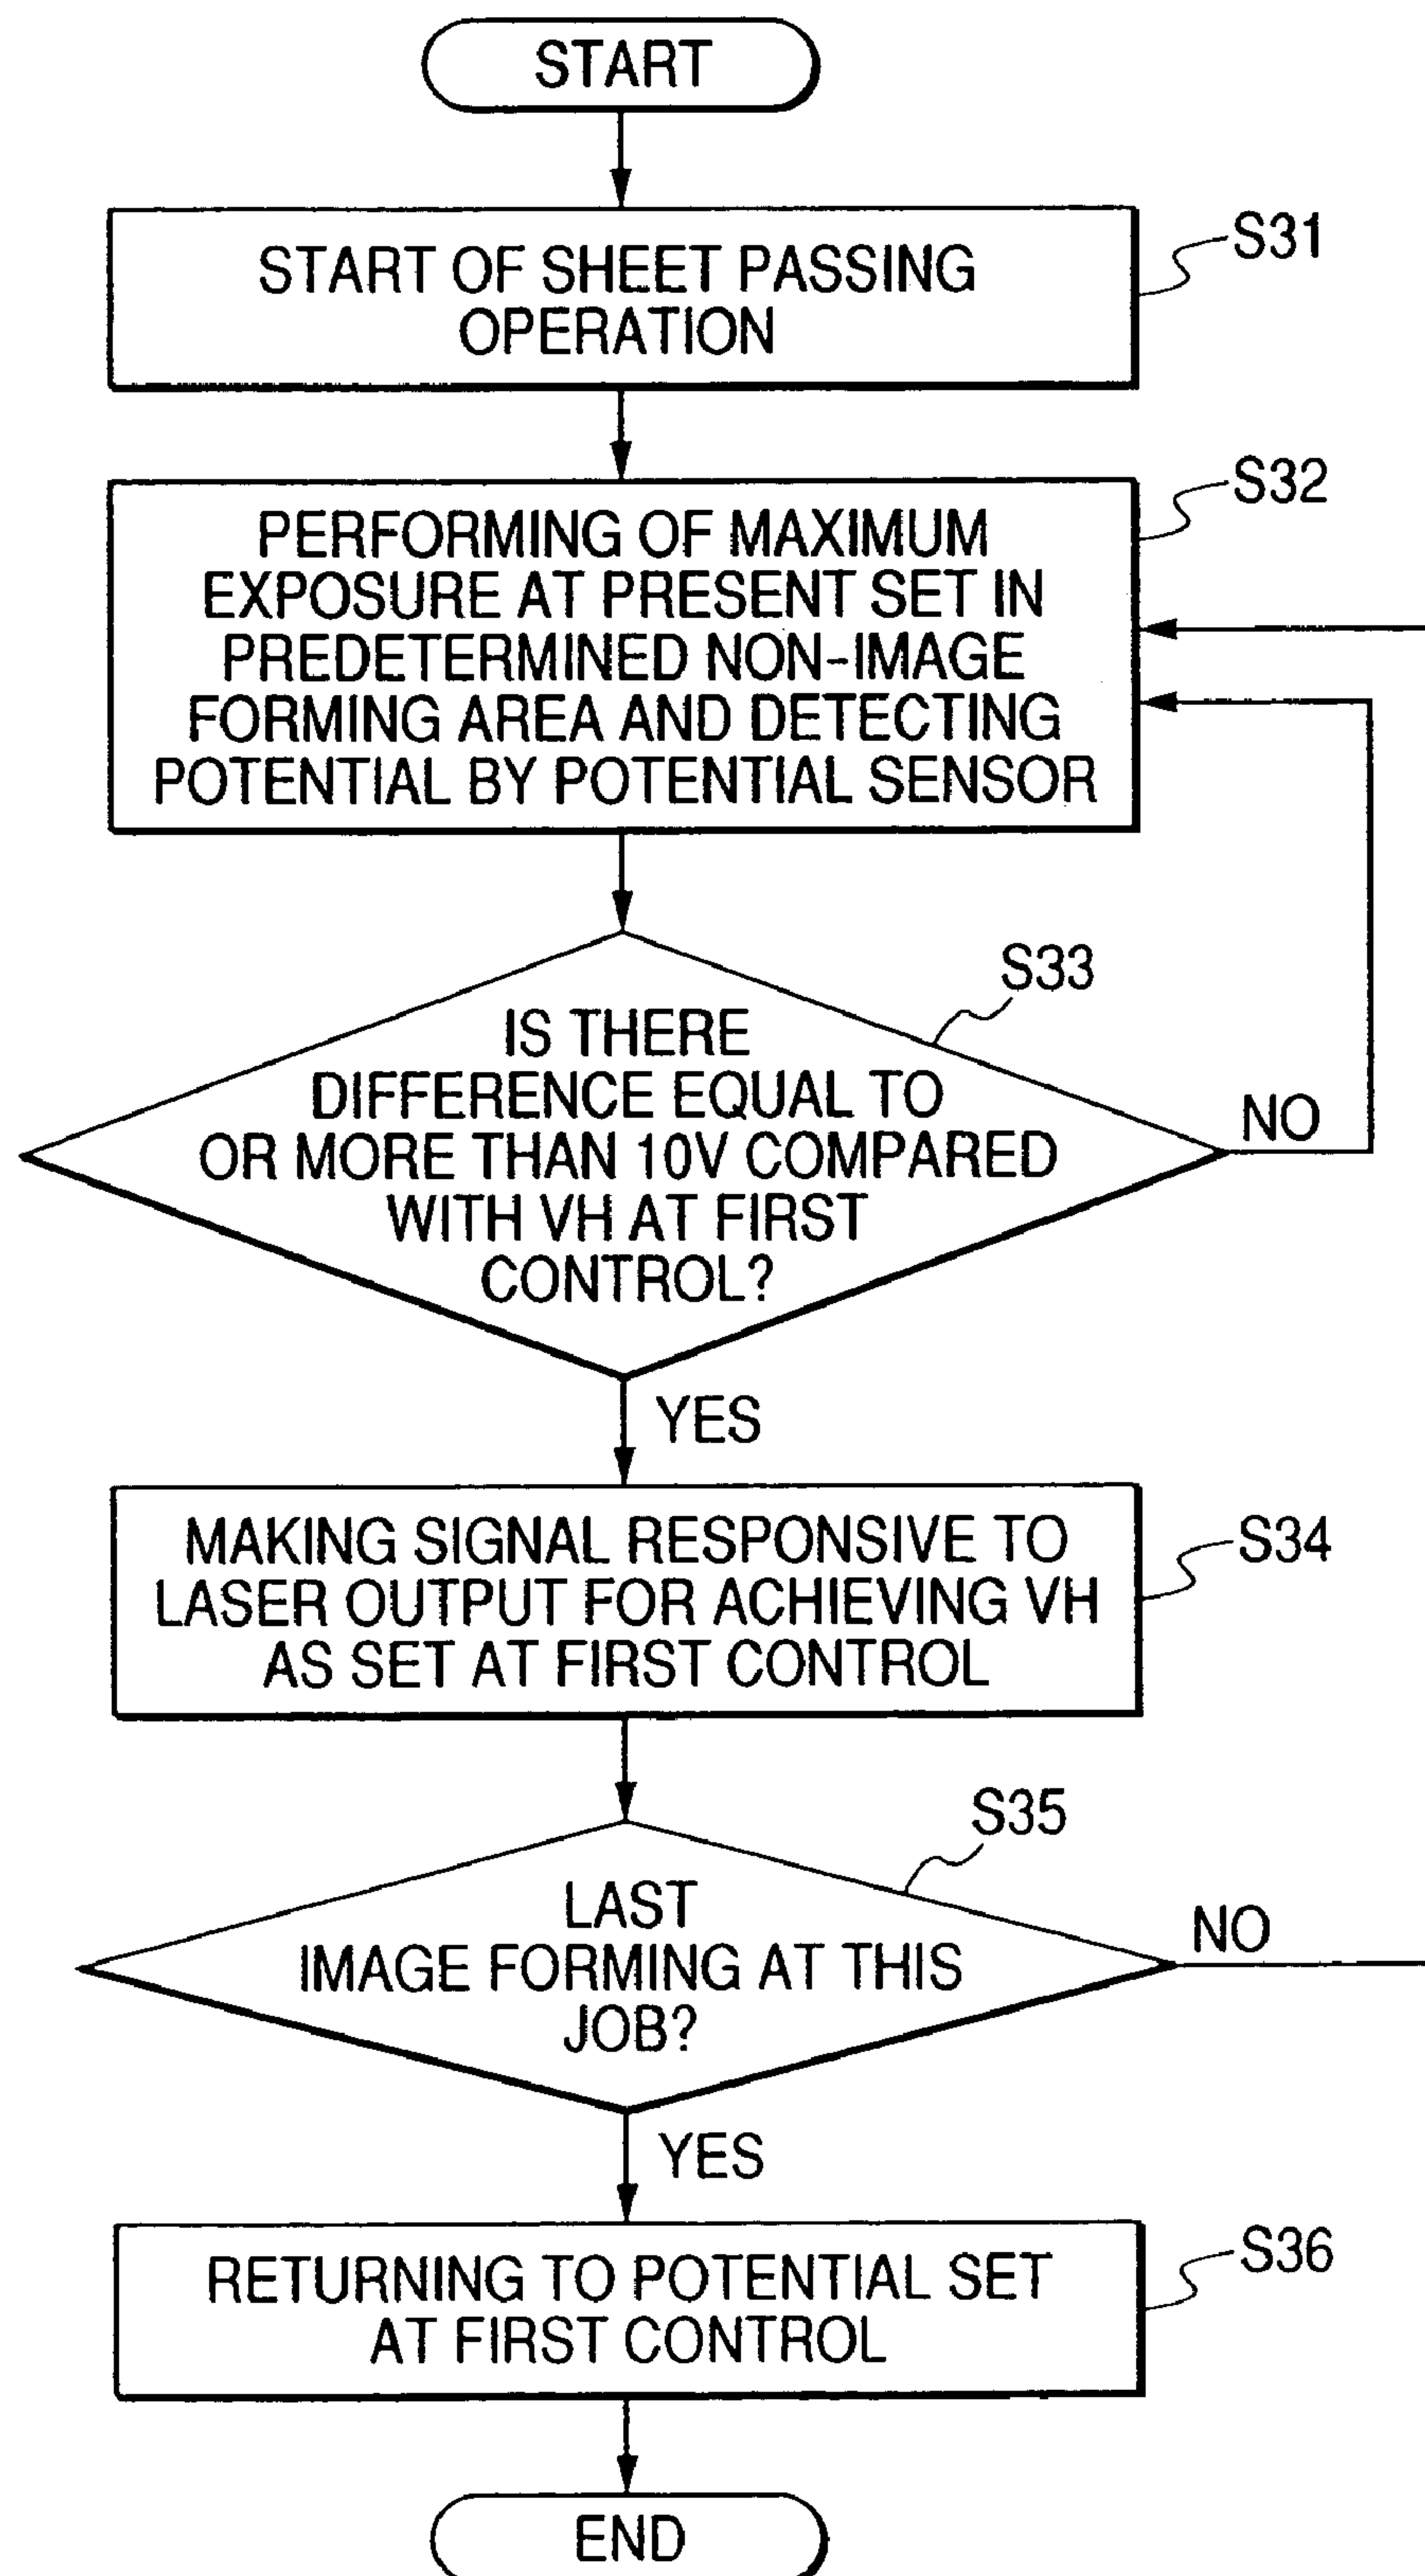 START
START OF SHEET PASSING
OPERATION
S31
PERFORMING OF MAXIMUM
EXPOSURE AT PRESENT SET IN
PREDETERMINED NON-IMAGE
FORMING AREA AND DETECTING
POTENTIAL BY POTENTIAL SENSOR
S32
IS THERE
DIFFERENCE EQUAL TO
OR MORE THAN 10V COMPARED
WITH VH AT FIRST
CONTROL?
S33
NO
YES
MAKING SIGNAL RESPONSIVE TO
LASER OUTPUT FOR ACHIEVING VH
AS SET AT FIRST CONTROL
S34
LAST
IMAGE FORMING AT THIS
JOB?
S35
NO
YES
RETURNING TO POTENTIAL SET
AT FIRST CONTROL
S36
END